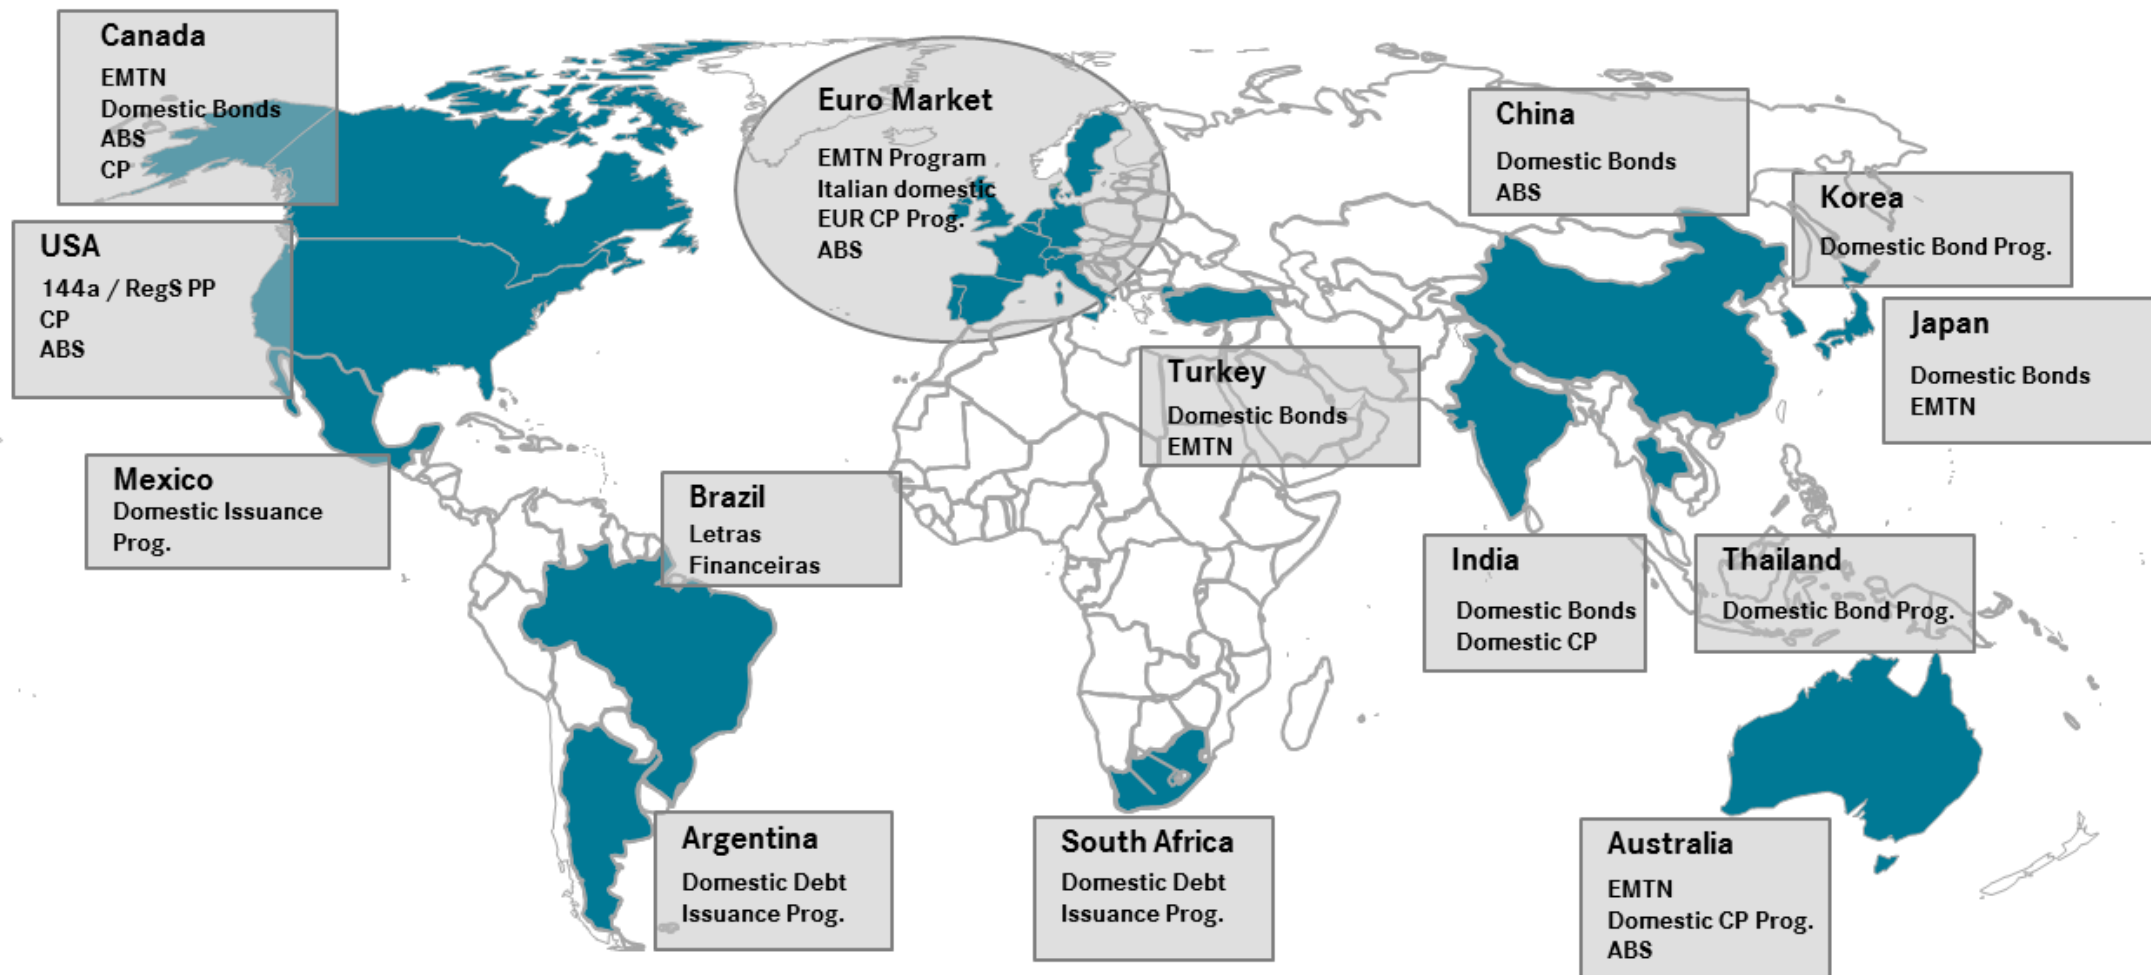 Canada
EMTN
Domestic Bonds
ABS
CP
USA
144a / RegS PP
CP
ABS
Mexico
Domestic Issuance
Prog.
Brazil
Letras
Financeiras
Argentina
Domestic Debt
Issuance Prog.
Euro Market
EMTN Program
Italian domestic
EUR CP Prog.
ABS
Turkey
Domestic Bonds
EMTN
South Africa
Domestic Debt
Issuance Prog.
China
Domestic Bonds
ABS
Korea
Domestic Bond Prog.
Japan
Domestic Bonds
EMTN
India
Domestic Bonds
Domestic CP
Thailand
Domestic Bond Prog.
Australia
EMTN
Domestic CP Prog.
ABS